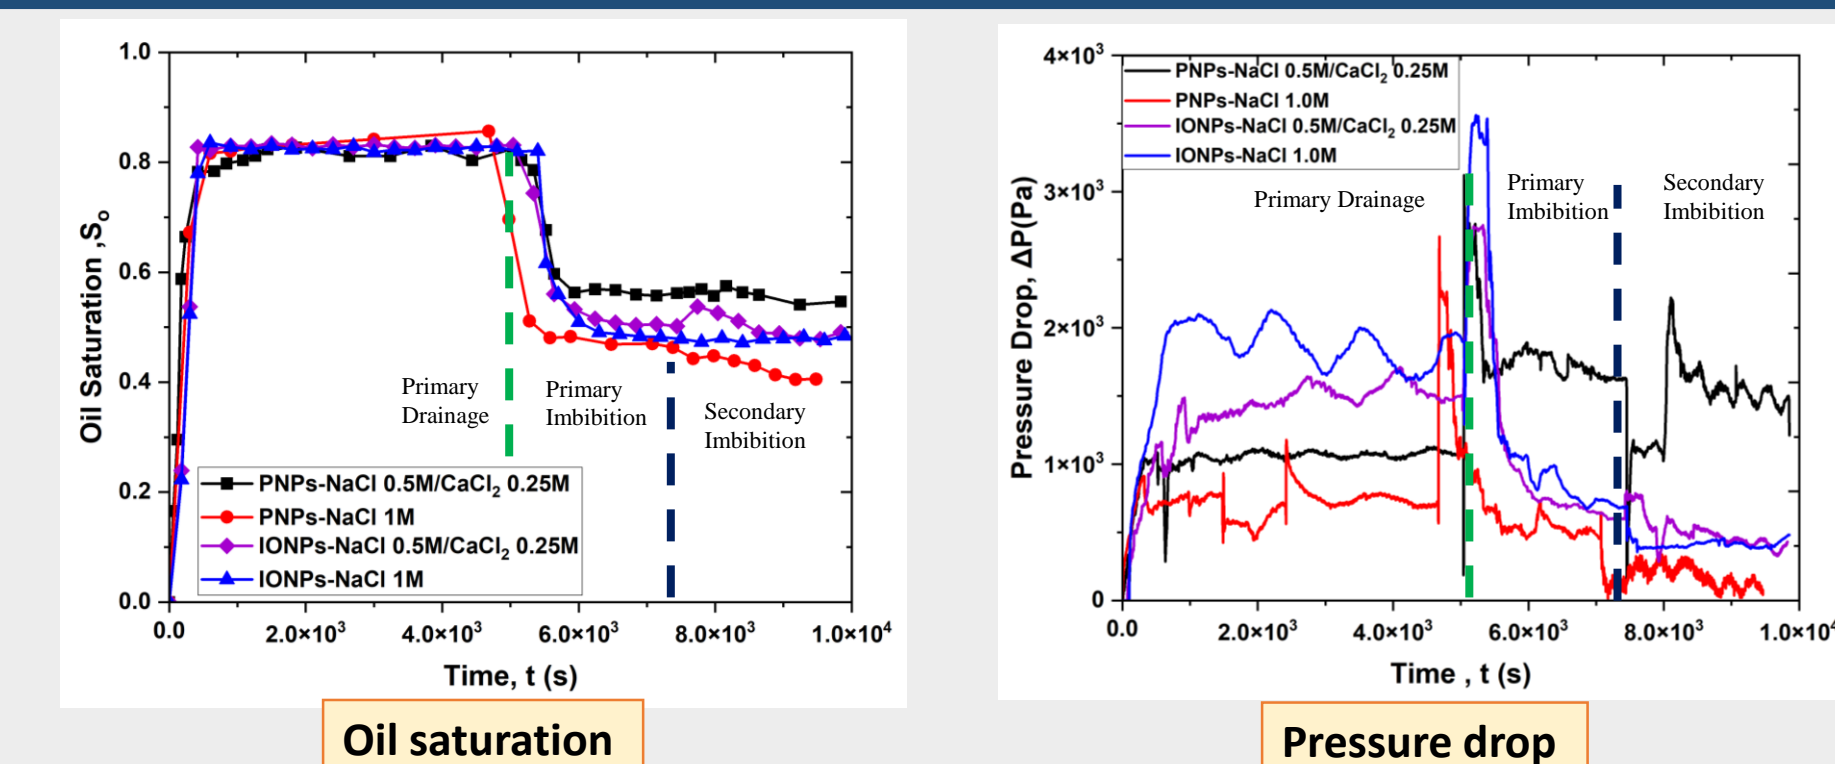 1.0
0.8
0.6
0.4
0.2
0.0
Oil Saturation ,Sₒ
Primary
Drainage
Primary
Imbibition
Secondary
Imbibition
PNPs-NaCl 0.5M/CaCl₂ 0.25M
PNPs-NaCl 1M
IONPs-NaCl 0.5M/CaCl₂ 0.25M
IONPs-NaCl 1M
0.0 2.0×10³ 4.0×10³ 6.0×10³ 8.0×10³ 1.0×10⁴
Time, t (s)
Oil saturation
4×10³
3×10³
2×10³
1×10³
0
Pressure Drop, ΔP(Pa)
PNPs-NaCl 0.5M/CaCl₂ 0.25M
PNPs-NaCl 1.0M
IONPs-NaCl 0.5M/CaCl₂ 0.25M
IONPs-NaCl 1.0M
Primary Drainage
Primary
Imbibition
Secondary
Imbibition
0.0 2.0×10³ 4.0×10³ 6.0×10³ 8.0×10³ 1.0×10⁴
Time , t (s)
Pressure drop